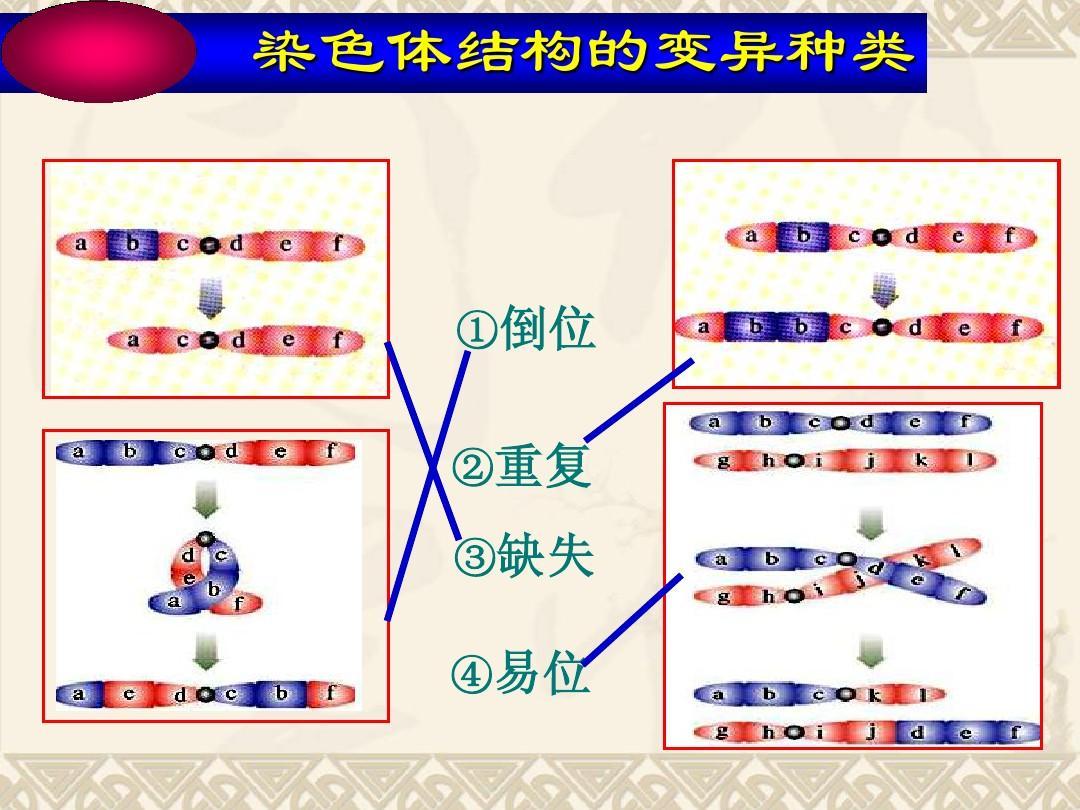 染色体结构的变异种类
a b c d e f
a c d e f
a b c d e f
a b b c d e f
①倒位
②重复
③缺失
④易位
a b c d e f
d c
e b
a f
a e d c b f
a b c d e f
g h i j k l
a b c d k l
g h i j e f
a b c k l
g h i j d e f